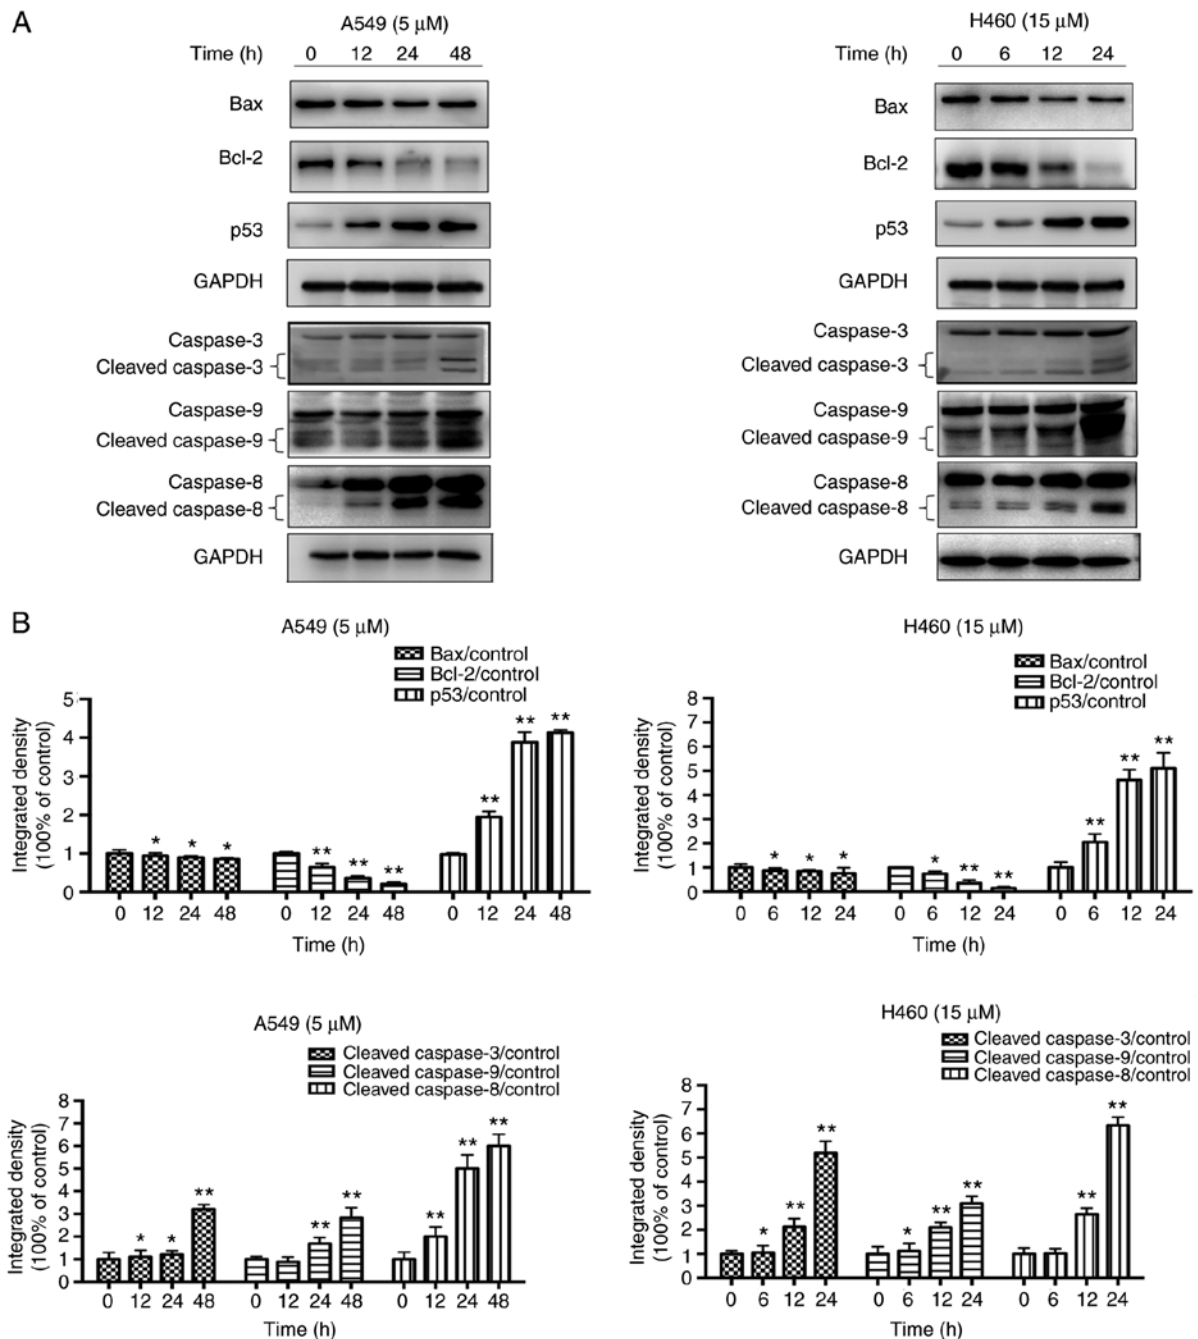 A
A549 (5 μM)
Time (h) 0 12 24 48
Bax
Bcl-2
p53
GAPDH
Caspase-3
Cleaved caspase-3
Caspase-9
Cleaved caspase-9
Caspase-8
Cleaved caspase-8
GAPDH
H460 (15 μM)
Time (h) 0 6 12 24
Bax
Bcl-2
p53
GAPDH
Caspase-3
Cleaved caspase-3
Caspase-9
Cleaved caspase-9
Caspase-8
Cleaved caspase-8
GAPDH
B
A549 (5 μM)
Bax/control
Bcl-2/control
p53/control
Integrated density
(100% of control)
5
4
3
2
1
0
* * * ** ** ** ** ** **
0 12 24 48 0 12 24 48 0 12 24 48
Time (h)
H460 (15 μM)
Bax/control
Bcl-2/control
p53/control
Integrated density
(100% of control)
8
7
6
5
4
3
2
1
0
* * * * ** ** ** ** **
0 6 12 24 0 6 12 24 0 6 12 24
Time (h)
A549 (5 μM)
Cleaved caspase-3/control
Cleaved caspase-9/control
Cleaved caspase-8/control
Integrated density
(100% of control)
8
7
6
5
4
3
2
1
0
* * ** ** ** ** ** **
0 12 24 48 0 12 24 48 0 12 24 48
Time (h)
H460 (15 μM)
Cleaved caspase-3/control
Cleaved caspase-9/control
Cleaved caspase-8/control
Integrated density
(100% of control)
8
7
6
5
4
3
2
1
0
* ** ** * ** ** ** **
0 6 12 24 0 6 12 24 0 6 12 24
Time (h)